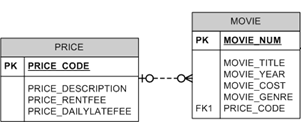 PRICE
PK PRICE_CODE
PRICE_DESCRIPTION
PRICE_RENTFEE
PRICE_DAILYLATEFEE
MOVIE
PK MOVIE_NUM
MOVIE_TITLE
MOVIE_YEAR
MOVIE_COST
MOVIE_GENRE
FK1 PRICE_CODE